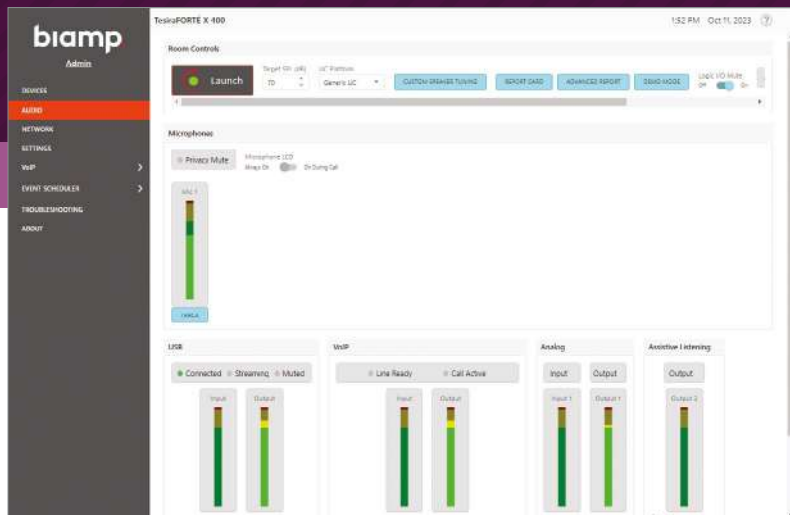 TesiraFORTÉ X 400
1:52 PM Oct 11, 2023 ?
biamp.
Admin
DEVICES
AUDIO
NETWORK
SETTINGS
VoIP
EVENT SCHEDULER
TROUBLESHOOTING
ABOUT
Room Controls
Launch
Target SPL (dB)
70
UC Platform
Generic UC
CUSTOM SPEAKER TUNING
REPORT CARD
ADVANCED REPORT
DEMO MODE
Logic I/O Mute
Off On
Microphones
Privacy Mute
Microphone LED
Always On On During Call
Mic 1
USB
Connected Streaming Muted
Input Output
VoIP
Line Ready Call Active
Input Output
Analog
Input Output
Input 1 Output 1
Assistive Listening
Output
Output 2